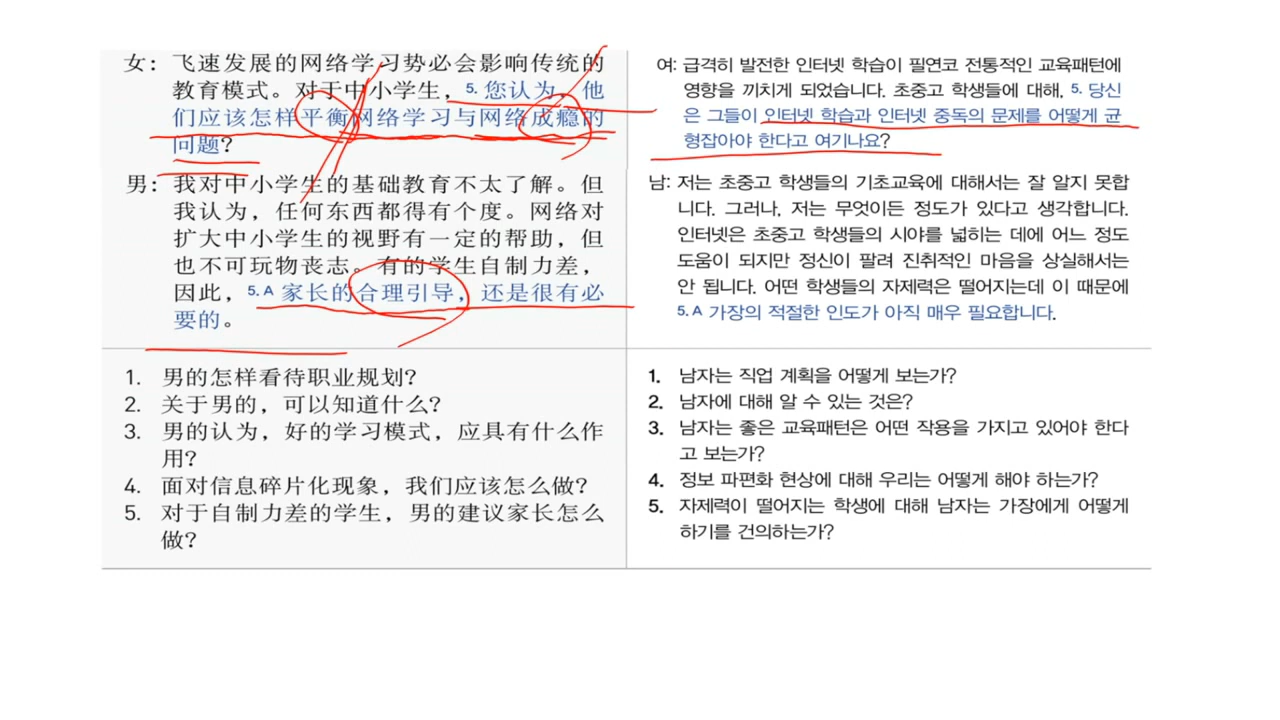 女：飞速发展的网络学习势必会影响传统的
教育模式。对于中小学生，5. 您认为，他
们应该怎样平衡网络学习与网络成瘾的
问题？
男：我对中小学生的基础教育不太了解。但
我认为，任何东西都得有个度。网络对
扩大中小学生的视野有一定的帮助，但
也不可玩物丧志。有的学生自制力差，
因此，5. A 家长的合理引导，还是很有必
要的。
여: 급격히 발전한 인터넷 학습이 필연코 전통적인 교육패턴에
영향을 끼치게 되었습니다. 초중고 학생들에 대해, 5. 당신
은 그들이 인터넷 학습과 인터넷 중독의 문제를 어떻게 균
형잡아야 한다고 여기나요?
남: 저는 초중고 학생들의 기초교육에 대해서는 잘 알지 못합
니다. 그러나, 저는 무엇이든 정도가 있다고 생각합니다.
인터넷은 초중고 학생들의 시야를 넓히는 데에 어느 정도
도움이 되지만 정신이 팔려 진취적인 마음을 상실해서는
안 됩니다. 어떤 학생들의 자제력은 떨어지는데 이 때문에
5. A 가장의 적절한 인도가 아직 매우 필요합니다.
1. 男的怎样看待职业规划？
2. 关于男的，可以知道什么？
3. 男的认为，好的学习模式，应具有什么作
用？
4. 面对信息碎片化现象，我们应该怎么做？
5. 对于自制力差的学生，男的建议家长怎么
做？
1. 남자는 직업 계획을 어떻게 보는가?
2. 남자에 대해 알 수 있는 것은?
3. 남자는 좋은 교육패턴은 어떤 작용을 가지고 있어야 한다
고 보는가?
4. 정보 파편화 현상에 대해 우리는 어떻게 해야 하는가?
5. 자제력이 떨어지는 학생에 대해 남자는 가장에게 어떻게
하기를 건의하는가?